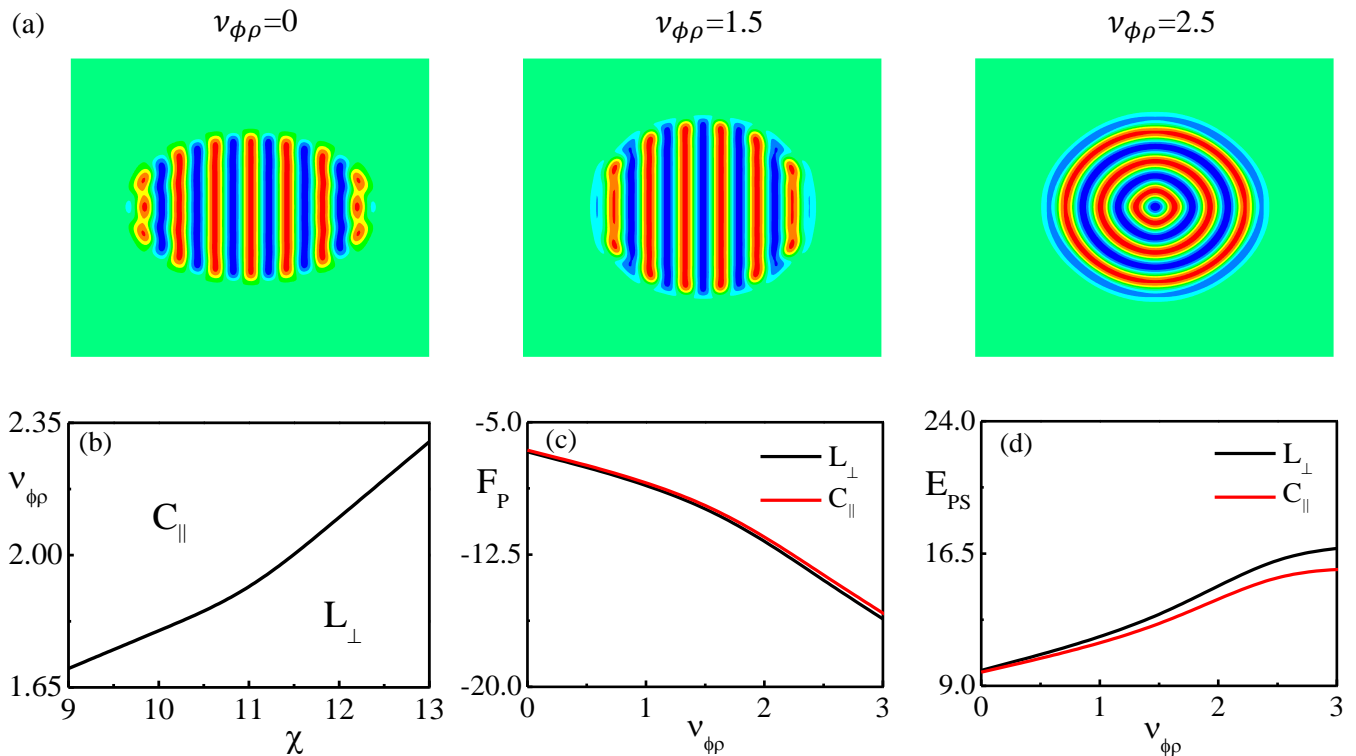 (a)
ν_ϕρ=0
ν_ϕρ=1.5
ν_ϕρ=2.5
(b)
2.35
ν_ϕρ
2.00
1.65
C_||
L_⊥
9 10 11 12 13
χ
(c)
-5.0
F_P
-12.5
-20.0
L_⊥
C_||
0 1 2 3
ν_ϕρ
(d)
24.0
E_PS
16.5
9.0
L_⊥
C_||
0 1 2 3
ν_ϕρ